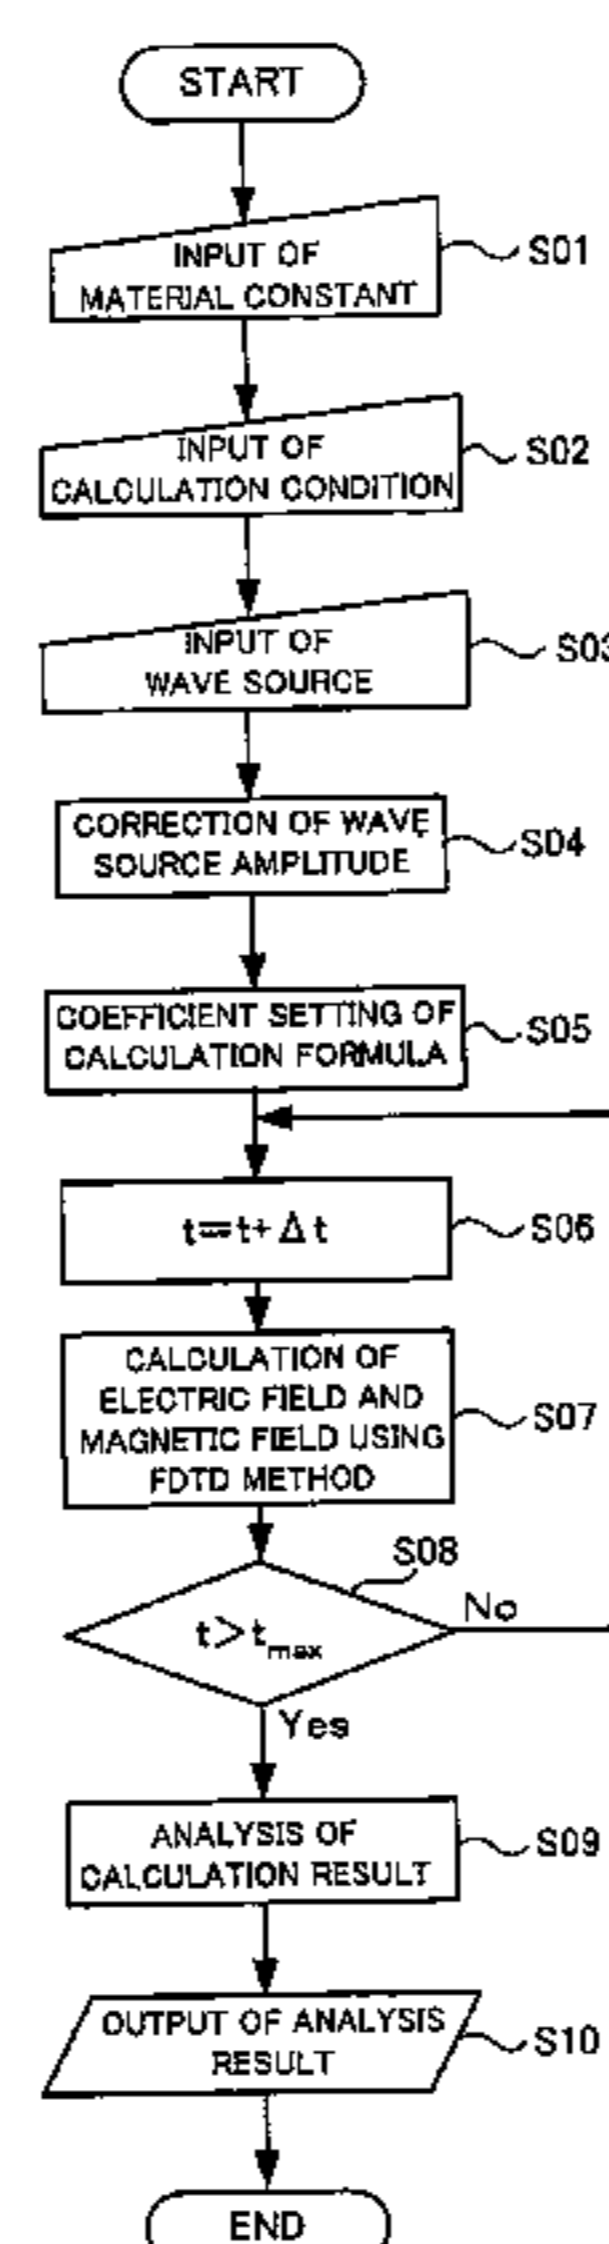 START
INPUT OF
MATERIAL CONSTANT
S01
INPUT OF
CALCULATION CONDITION
S02
INPUT OF
WAVE SOURCE
S03
CORRECTION OF WAVE
SOURCE AMPLITUDE
S04
COEFFICIENT SETTING OF
CALCULATION FORMULA
S05
t=t+Δt
S06
CALCULATION OF
ELECTRIC FIELD AND
MAGNETIC FIELD USING
FDTD METHOD
S07
S08
t>tmax
No
Yes
ANALYSIS OF
CALCULATION RESULT
S09
OUTPUT OF ANALYSIS
RESULT
S10
END